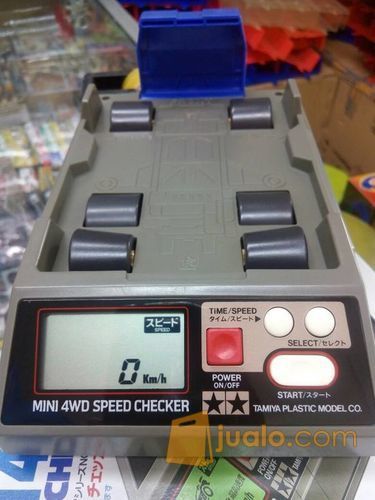 スピード
SPEED
0 Km/h
TIME/SPEED
タイム/スピード▶
SELECT/セレクト
POWER
ON/OFF
START/スタート
MINI 4WD SPEED CHECKER
TAMIYA PLASTIC MODEL CO.
jualo.com